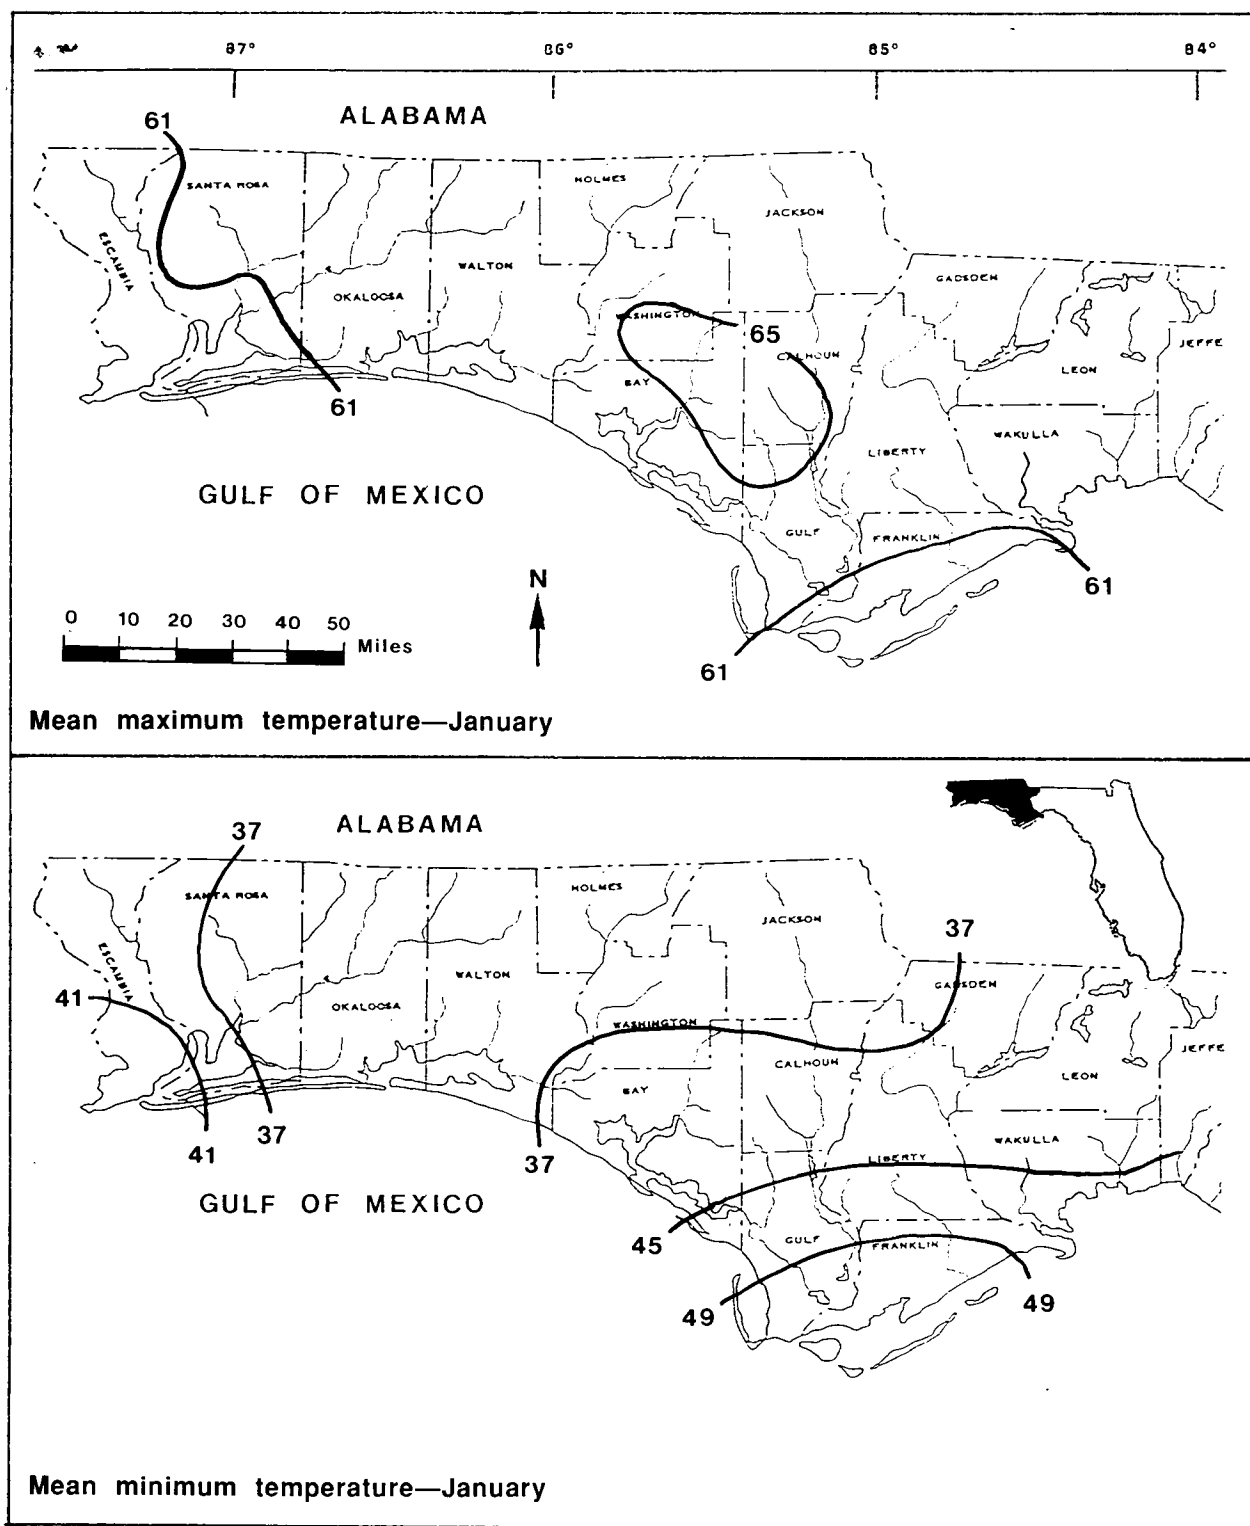 87° 86° 85° 84°
ALABAMA
61
SANTA ROSA
HOLMES
JACKSON
ESCAMBIA
WALTON
GADSDEN
OKALOOSA
WASHINGTON
65
CALHOUN
JEFFE
BAY
LEON
61
WAKULLA
LIBERTY
GULF OF MEXICO
GULF
FRANKLIN
N
61
0 10 20 30 40 50
Miles
61
Mean maximum temperature—January
ALABAMA
37
SANTA ROSA
HOLMES
JACKSON
37
ESCAMBIA
WALTON
GADSDEN
41
OKALOOSA
WASHINGTON
CALHOUN
JEFFE
BAY
LEON
37
41
37
WAKULLA
LIBERTY
GULF OF MEXICO
45
GULF
FRANKLIN
49
49
Mean minimum temperature—January